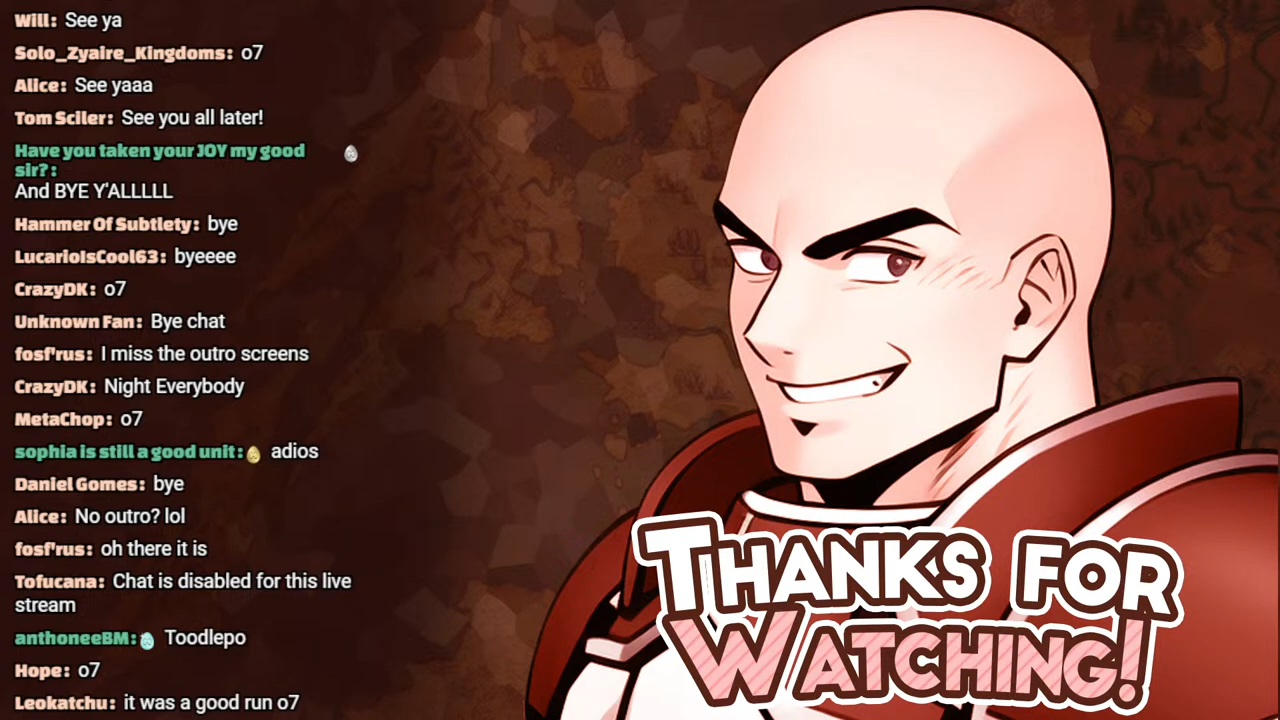 Will: See ya
Solo_Zyaire_Kingdoms: o7
Alice: See yaaa
Tom Sciler: See you all later!
Have you taken your JOY my good
sir?:
And BYE Y'ALLLLL
Hammer Of Subtlety: bye
LucarioIsCool63: byeeee
CrazyDK: o7
Unknown Fan: Bye chat
fosf'rus: I miss the outro screens
CrazyDK: Night Everybody
MetaChop: o7
sophia is still a good unit: adios
Daniel Gomes: bye
Alice: No outro? lol
fosf'rus: oh there it is
Tofucana: Chat is disabled for this live
stream
anthoneeBM: Toodlepo
Hope: o7
Leokatchu: it was a good run o7
THANKS FOR
WATCHING!